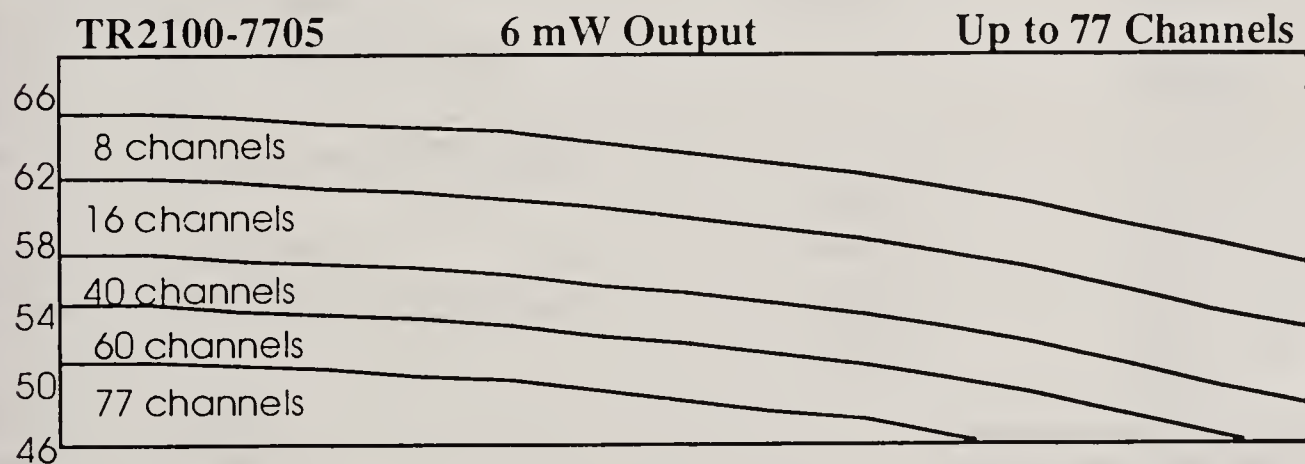 TR2100-7705 6 mW Output Up to 77 Channels
66
8 channels
62
16 channels
58
40 channels
54
60 channels
50
77 channels
46